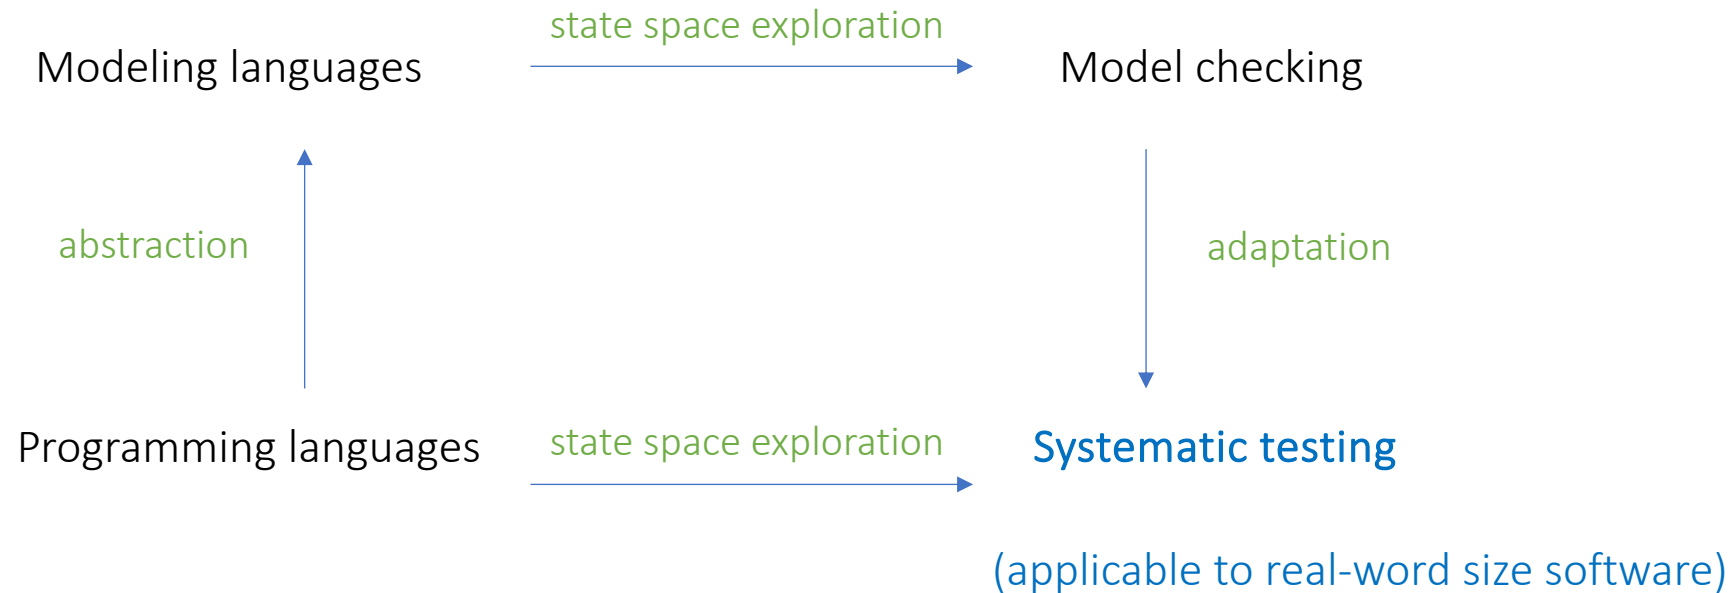 state space exploration
Modeling languages
Model checking
abstraction
adaptation
Programming languages
state space exploration
Systematic testing
(applicable to real-word size software)